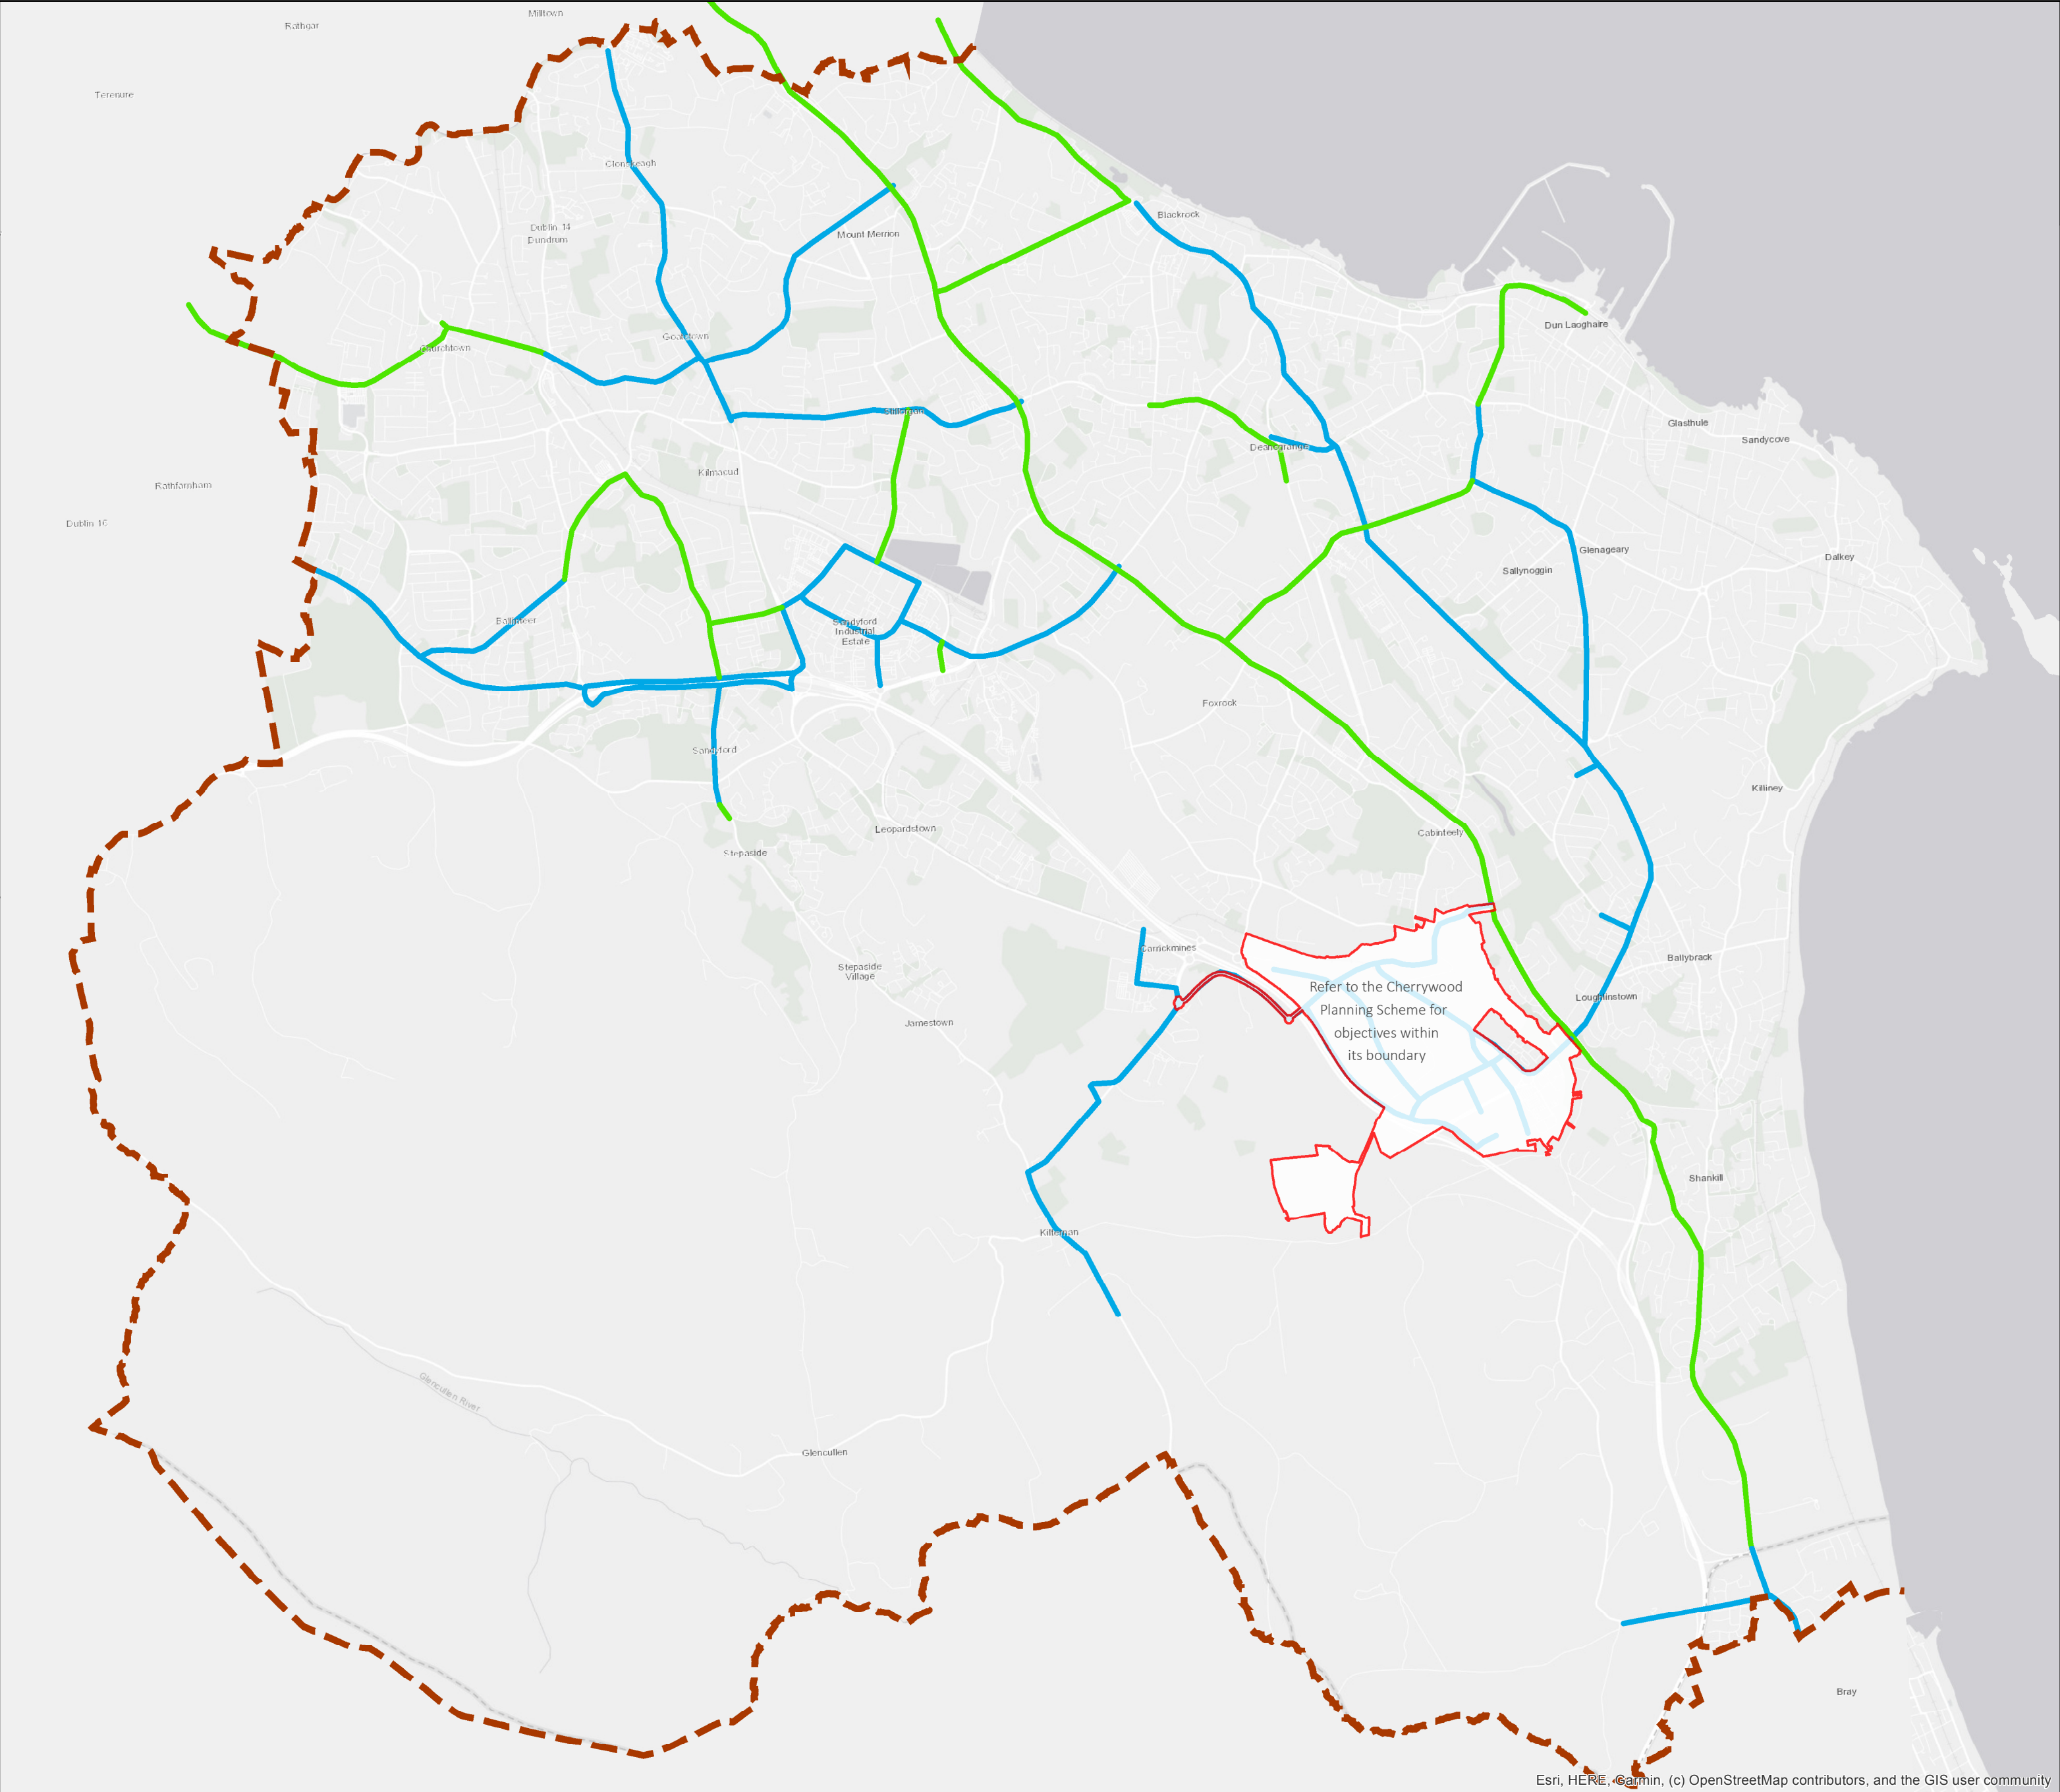 Milltown
Rathgar
Terenure
Clonskeagh
Blackrock
Dublin 14
Dundrum
Mount Merrion
Dun Laoghaire
Goatstown
Churchtown
Stillorgan
Glasthule
Sandycove
Deansgrange
Kilmacud
Rathfarnham
Dublin 16
Glenageary
Dalkey
Sallynoggin
Ballinteer
Sandyford
Industrial
Estate
Foxrock
Sandyford
Killiney
Leopardstown
Cabinteely
Stepaside
Carrickmines
Ballybrack
Stepaside
Village
Refer to the Cherrywood
Planning Scheme for
objectives within
its boundary
Loughlinstown
Jamestown
Shankill
Kilternan
Glencullen River
Glencullen
Bray
Esri, HERE, Garmin, (c) OpenStreetMap contributors, and the GIS user community